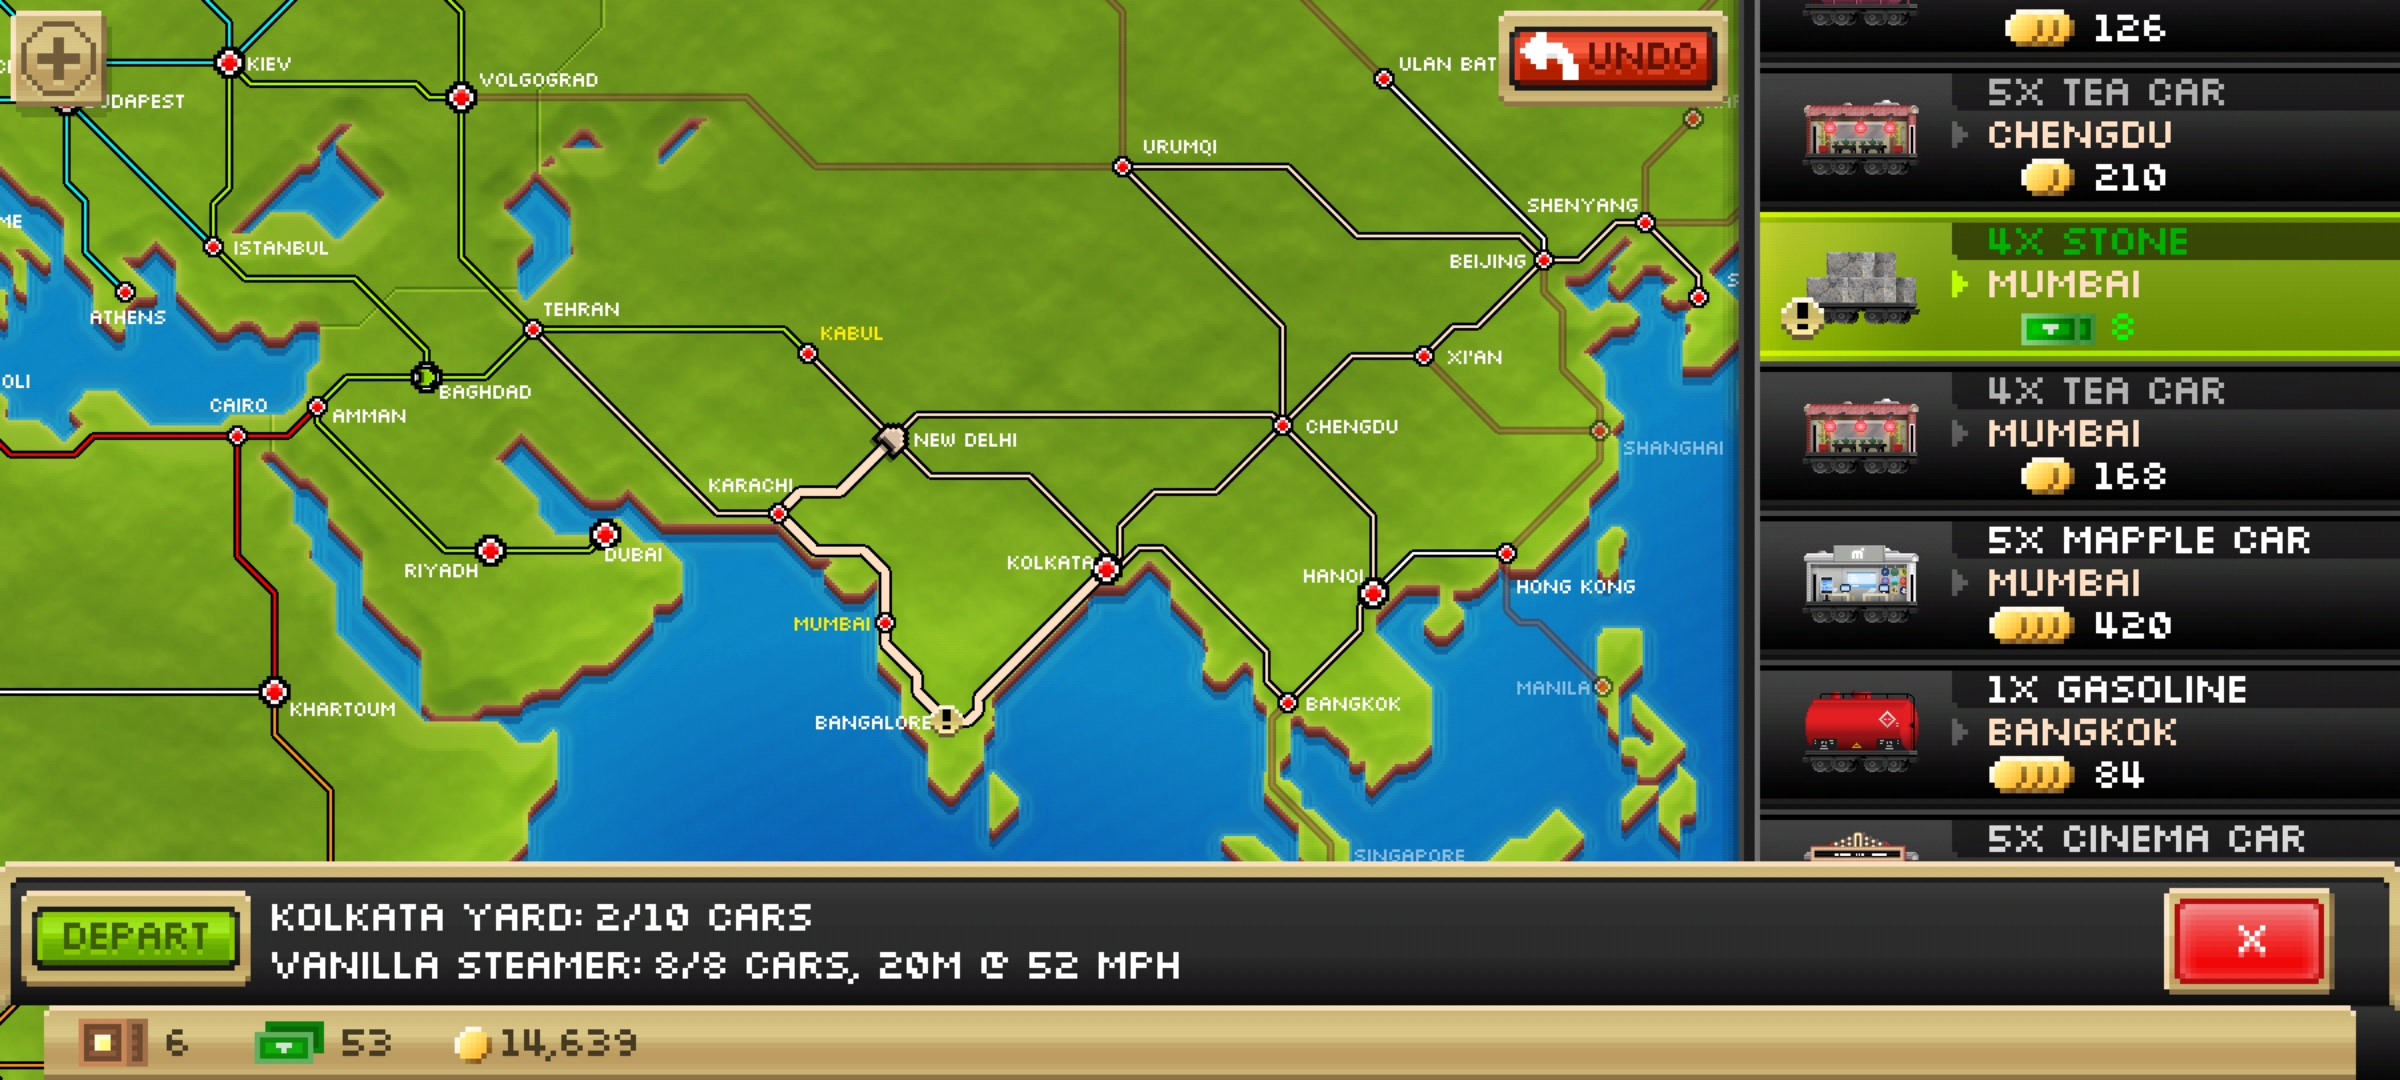 KIEV
VOLGOGRAD
ULAN BAT
UNDO
UDAPEST
URUMQI
ME
ISTANBUL
SHENYANG
BEIJING
S
ATHENS
TEHRAN
KABUL
XI'AN
OLI
CAIRO
AMMAN
BAGHDAD
NEW DELHI
CHENGDU
SHANGHAI
KARACHI
DUBAI
RIYADH
KOLKATA
HANOI
HONG KONG
MUMBAI
MANILA
KHARTOUM
BANGALORE
BANGKOK
SINGAPORE
126
5X TEA CAR
CHENGDU
210
4X STONE
MUMBAI
8
4X TEA CAR
MUMBAI
168
5X MAPPLE CAR
MUMBAI
420
1X GASOLINE
BANGKOK
84
5X CINEMA CAR
DEPART
KOLKATA YARD: 2/10 CARS
VANILLA STEAMER: 8/8 CARS, 20M @ 52 MPH
X
6
53
14,639